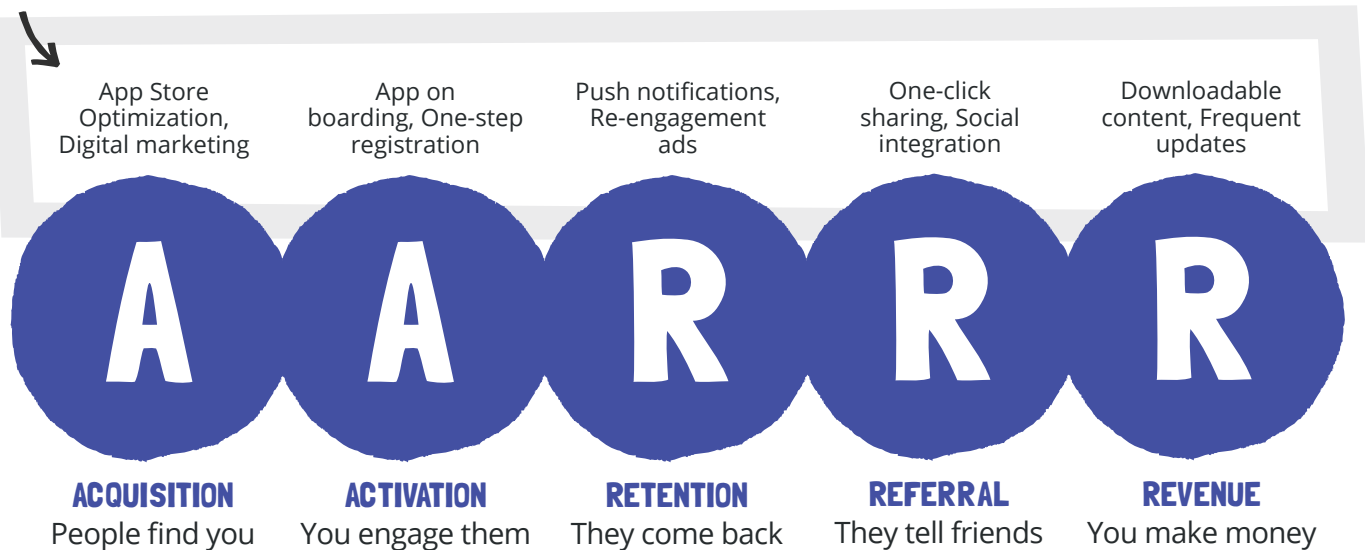 App Store
Optimization,
Digital marketing
App on
boarding, One-step
registration
Push notifications,
Re-engagement
ads
One-click
sharing, Social
integration
Downloadable
content, Frequent
updates
A
A
R
R
R
ACQUISITION
People find you
ACTIVATION
You engage them
RETENTION
They come back
REFERRAL
They tell friends
REVENUE
You make money